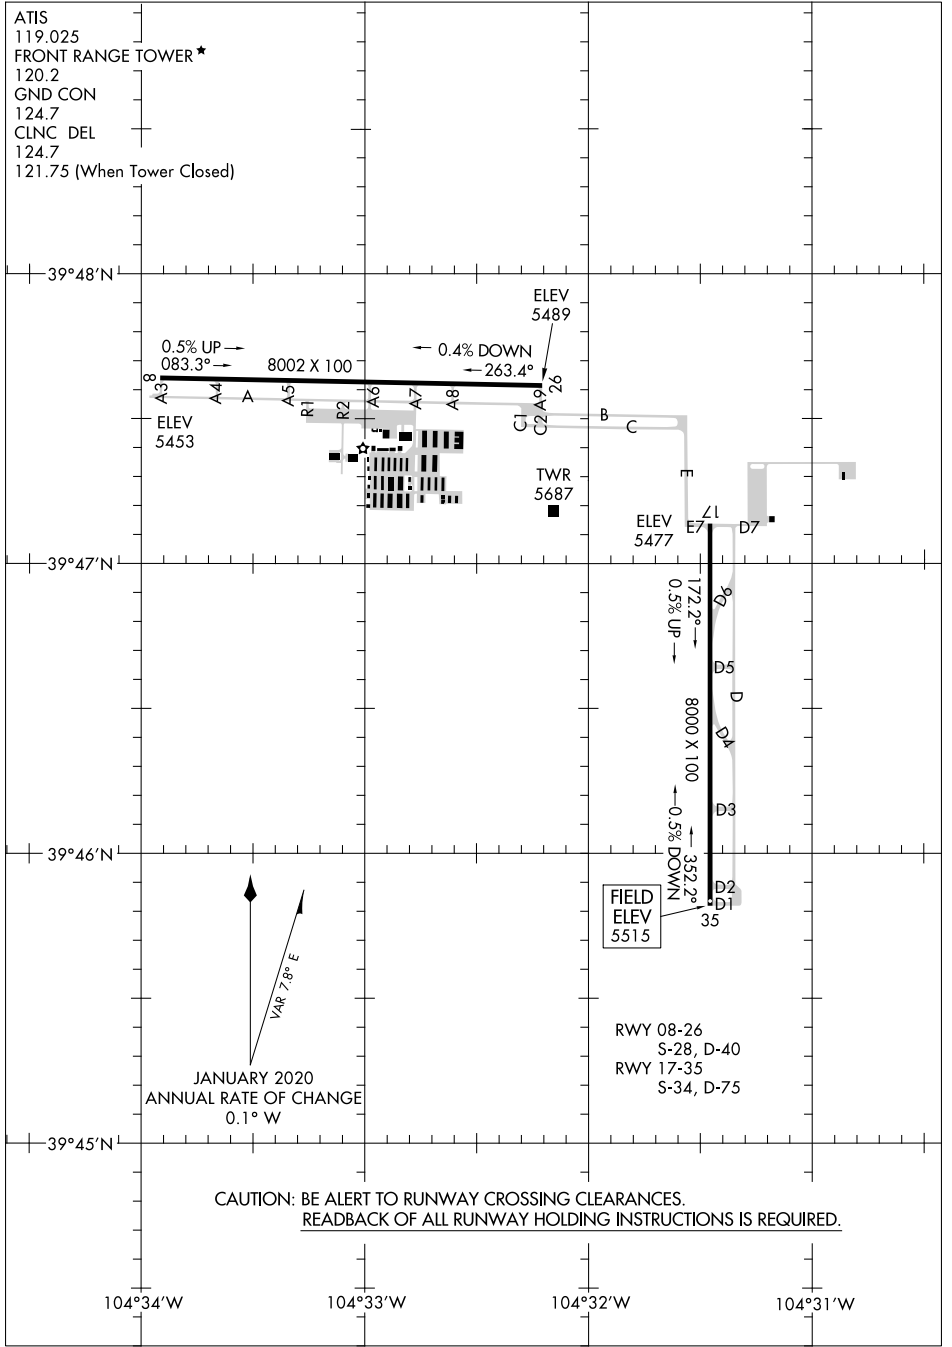 ATIS
119.025
FRONT RANGE TOWER★
120.2
GND CON
124.7
CLNC DEL
124.7
121.75 (When Tower Closed)
39°48'N
ELEV
5489
0.5% UP →
← 0.4% DOWN
083.3° →
8002 X 100
← 263.4°
8
26
A3
A4
A
A5
R1
R2
A6
A7
A8
A9
C1
C2
B
C
ELEV
5453
E
TWR
5687
ELEV
5477
E7
17
D7
39°47'N
172.2° →
0.5% UP →
D6
D5
D
D4
8000 X 100
D3
← 0.5% DOWN
← 352.2°
39°46'N
D2
D1
35
FIELD
ELEV
5515
VAR 7.8° E
JANUARY 2020
ANNUAL RATE OF CHANGE
0.1° W
RWY 08-26
S-28, D-40
RWY 17-35
S-34, D-75
39°45'N
CAUTION: BE ALERT TO RUNWAY CROSSING CLEARANCES.
READBACK OF ALL RUNWAY HOLDING INSTRUCTIONS IS REQUIRED.
104°34'W
104°33'W
104°32'W
104°31'W